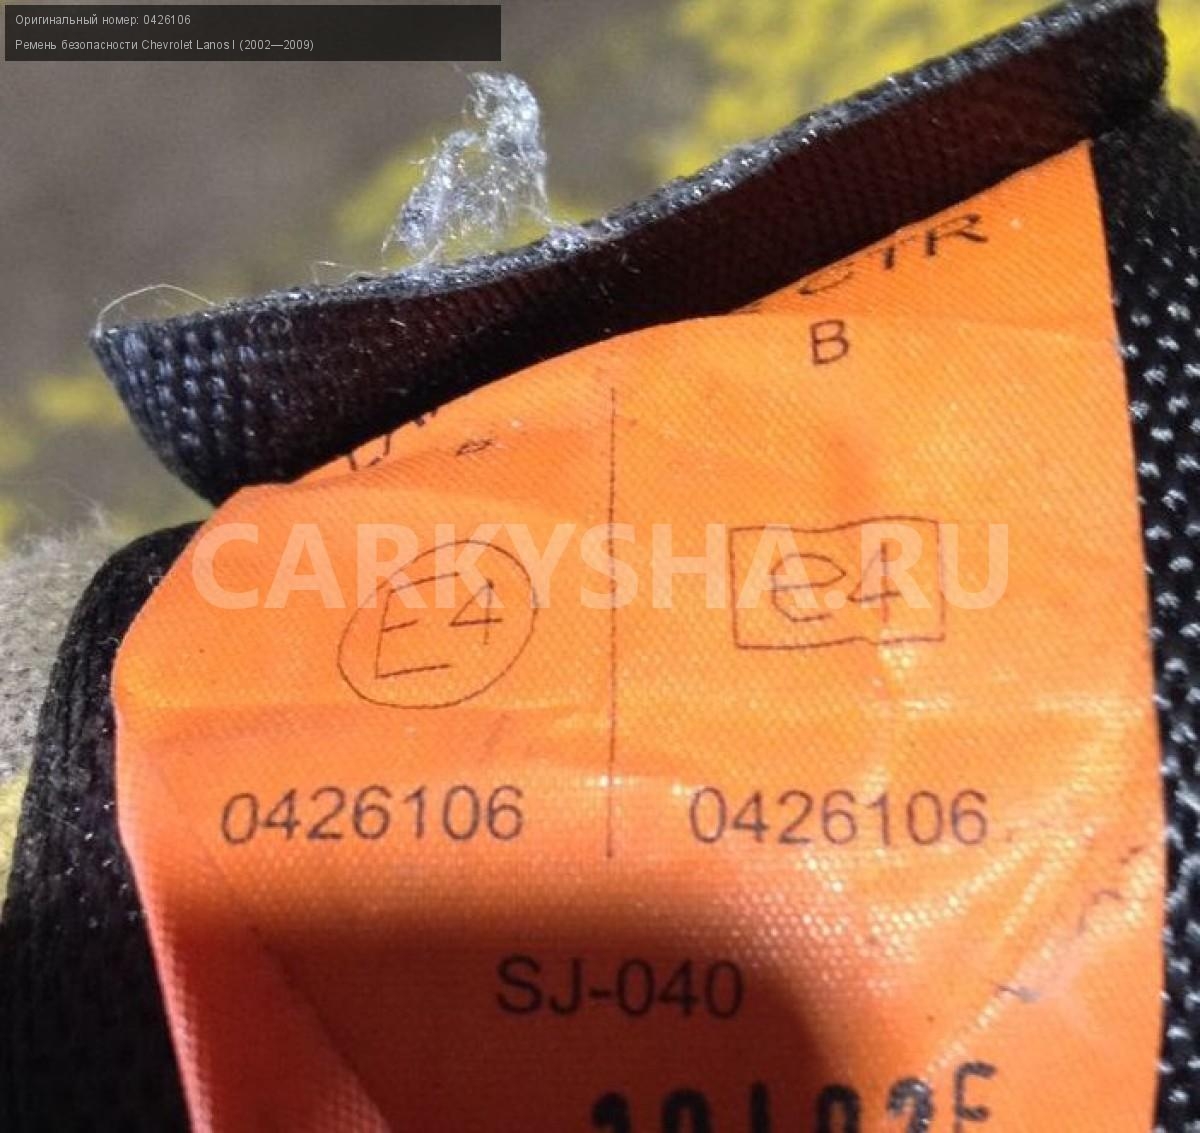 Оригинальный номер: 0426106
Ремень безопасности Chevrolet Lanos I (2002—2009)
B
CARKYSHA.RU
E4 e4
0426106 0426106
SJ-040